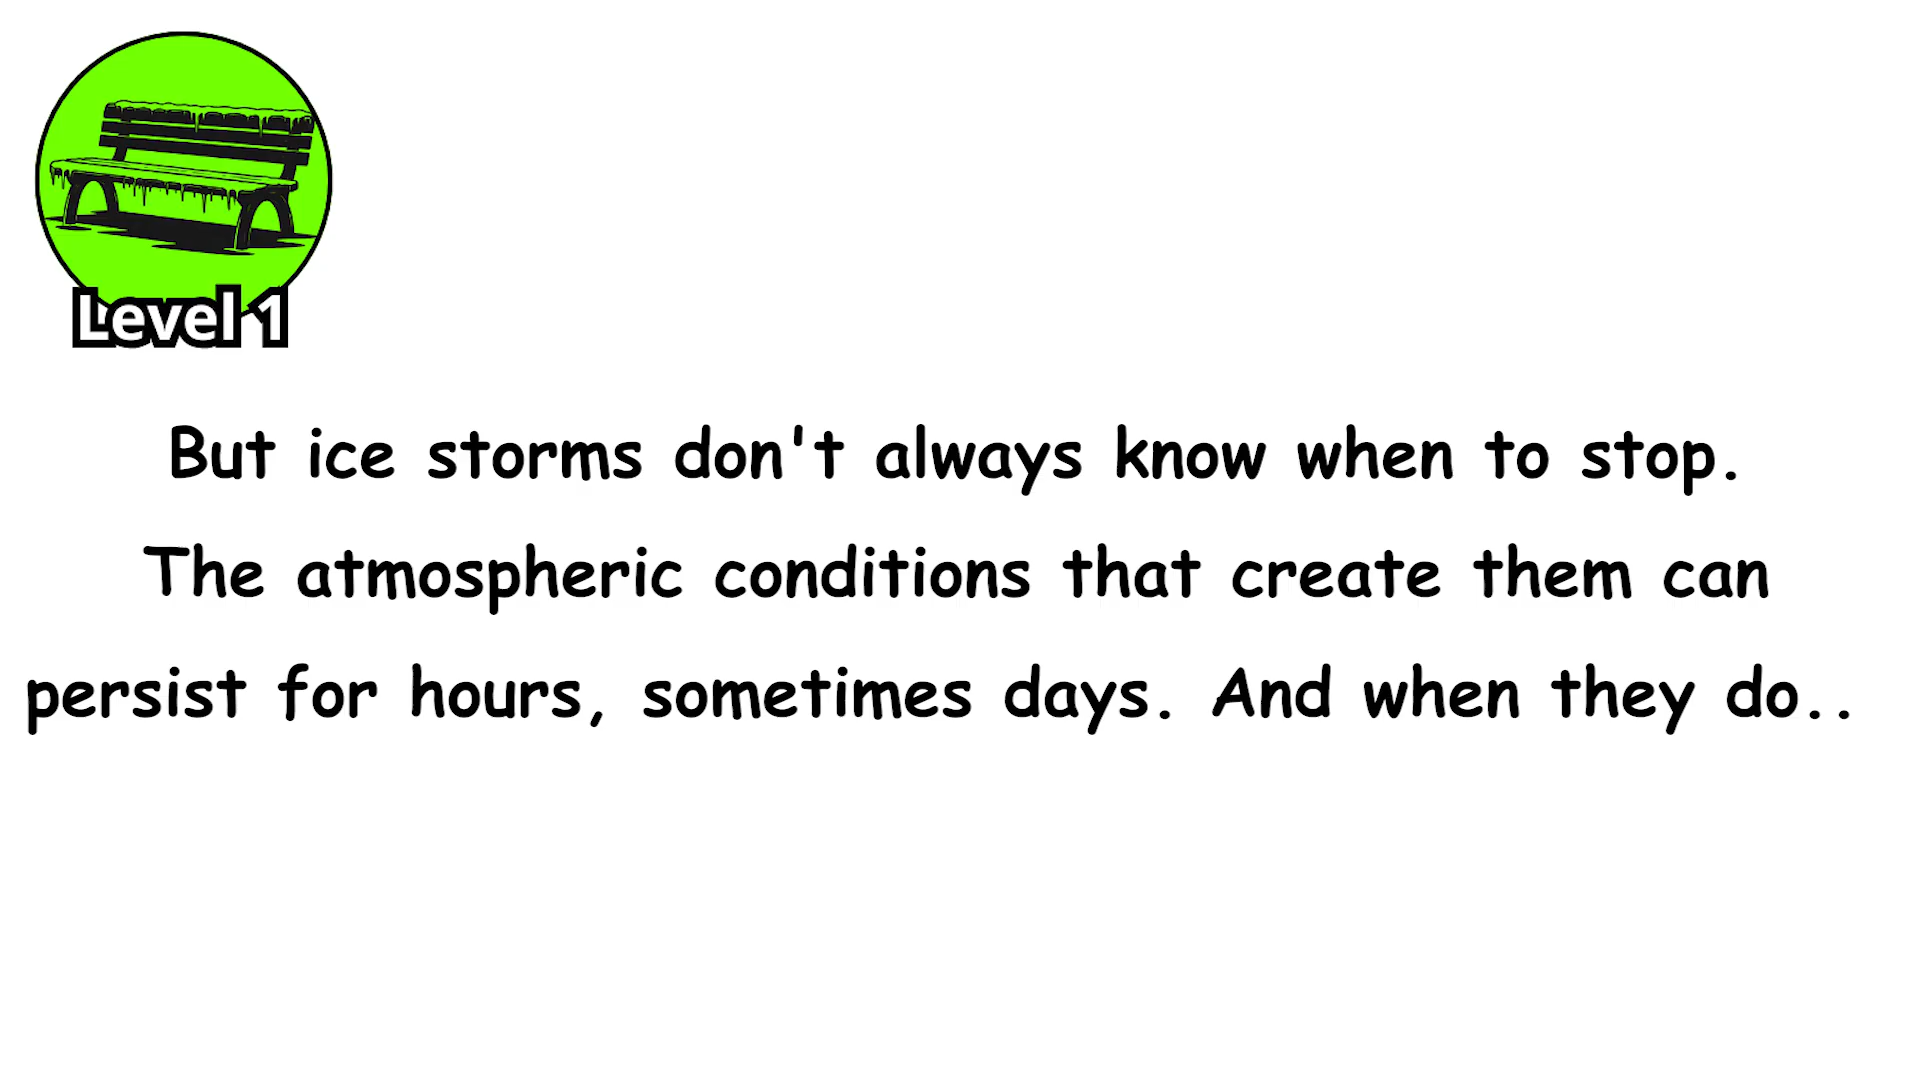 Level 1
But ice storms don't always know when to stop.
The atmospheric conditions that create them can
persist for hours, sometimes days. And when they do..